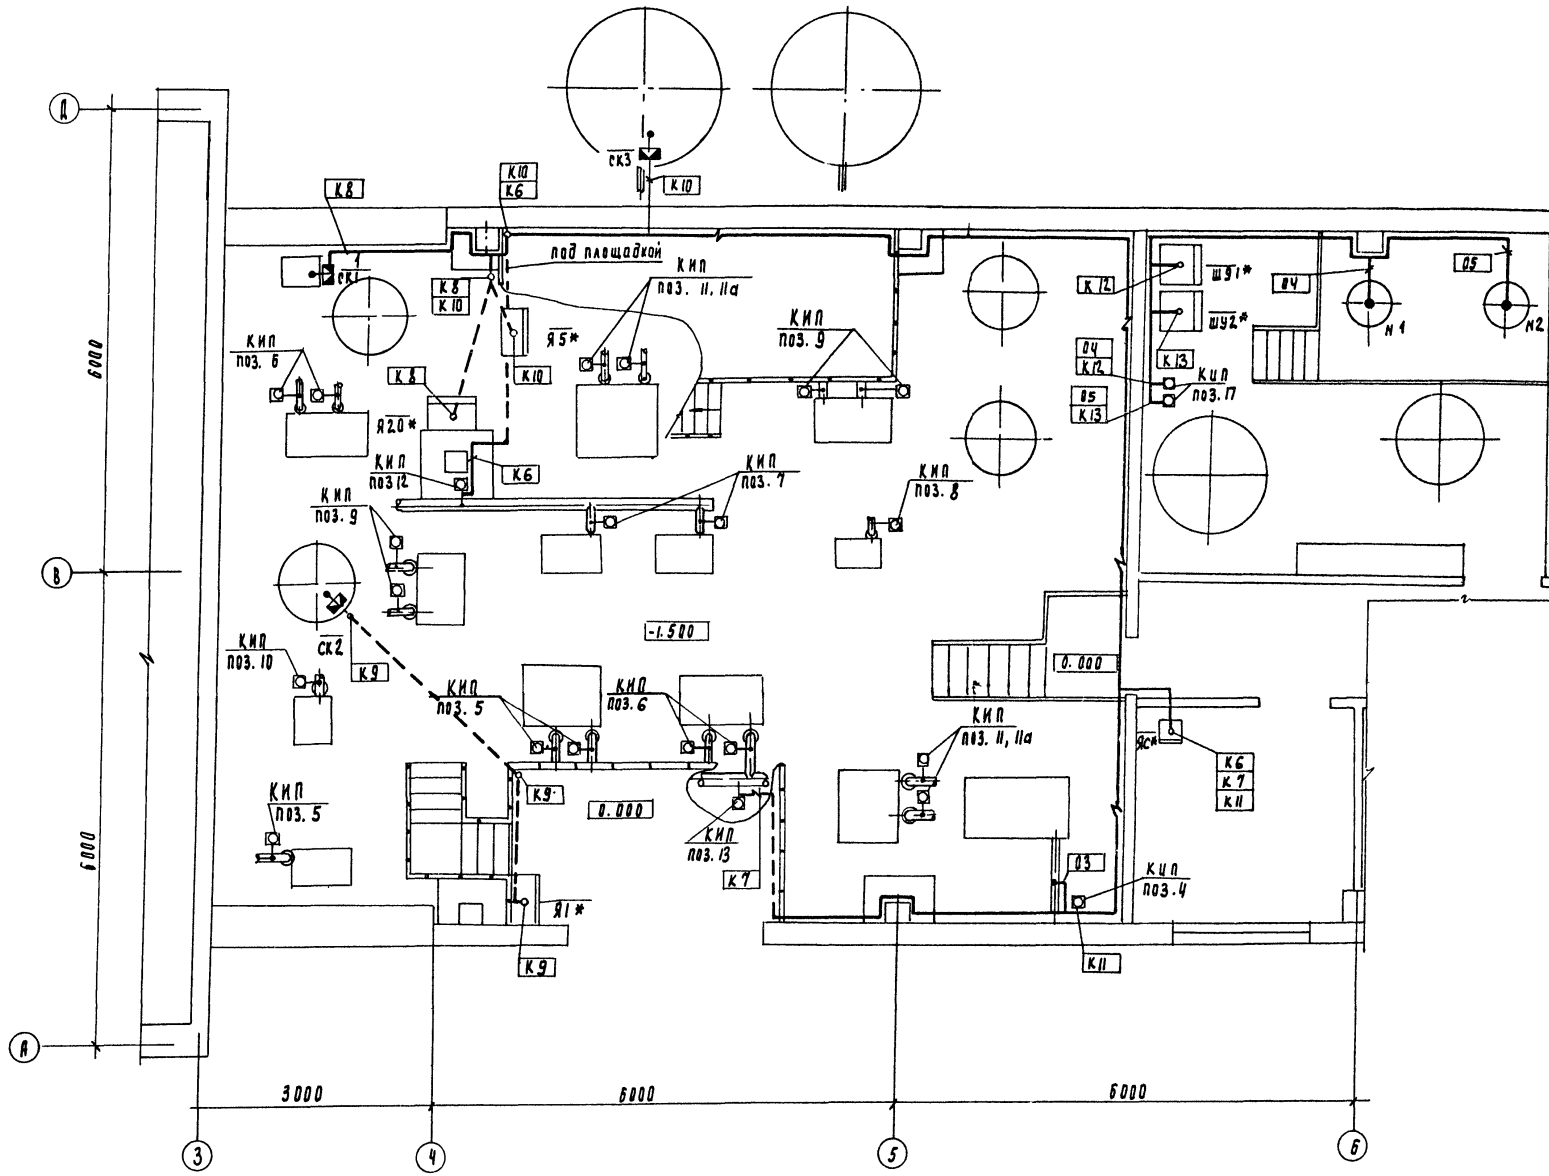 Д
СК3
К10
К6
К10
К8
ПОД ПЛОЩАДКОЙ
КИП
ПОЗ. 11, 11а
СК1
К8
К10
К12
ШУ1*
04
05
Я5*
КИП
ПОЗ. 9
ШУ2*
N1
N2
КИП
ПОЗ. 6
К8
К10
04
К12
К13
КИП
ПОЗ. 17
05
К13
6000
Я20*
КИП
ПОЗ 12
К6
КИП
ПОЗ. 7
КИП
ПОЗ. 8
КИП
ПОЗ. 9
В
-1.500
СК2
КИП
ПОЗ. 10
К9
0.000
КИП
ПОЗ. 5
КИП
ПОЗ. 6
КИП
ПОЗ. 11, 11а
ЯС*
К6
К7
К11
КИП
ПОЗ. 5
К9
0.000
КИП
ПОЗ. 13
К7
6000
03
КИП
ПОЗ. 4
Я1*
К9
К11
А
3000
6000
6000
3
4
5
6